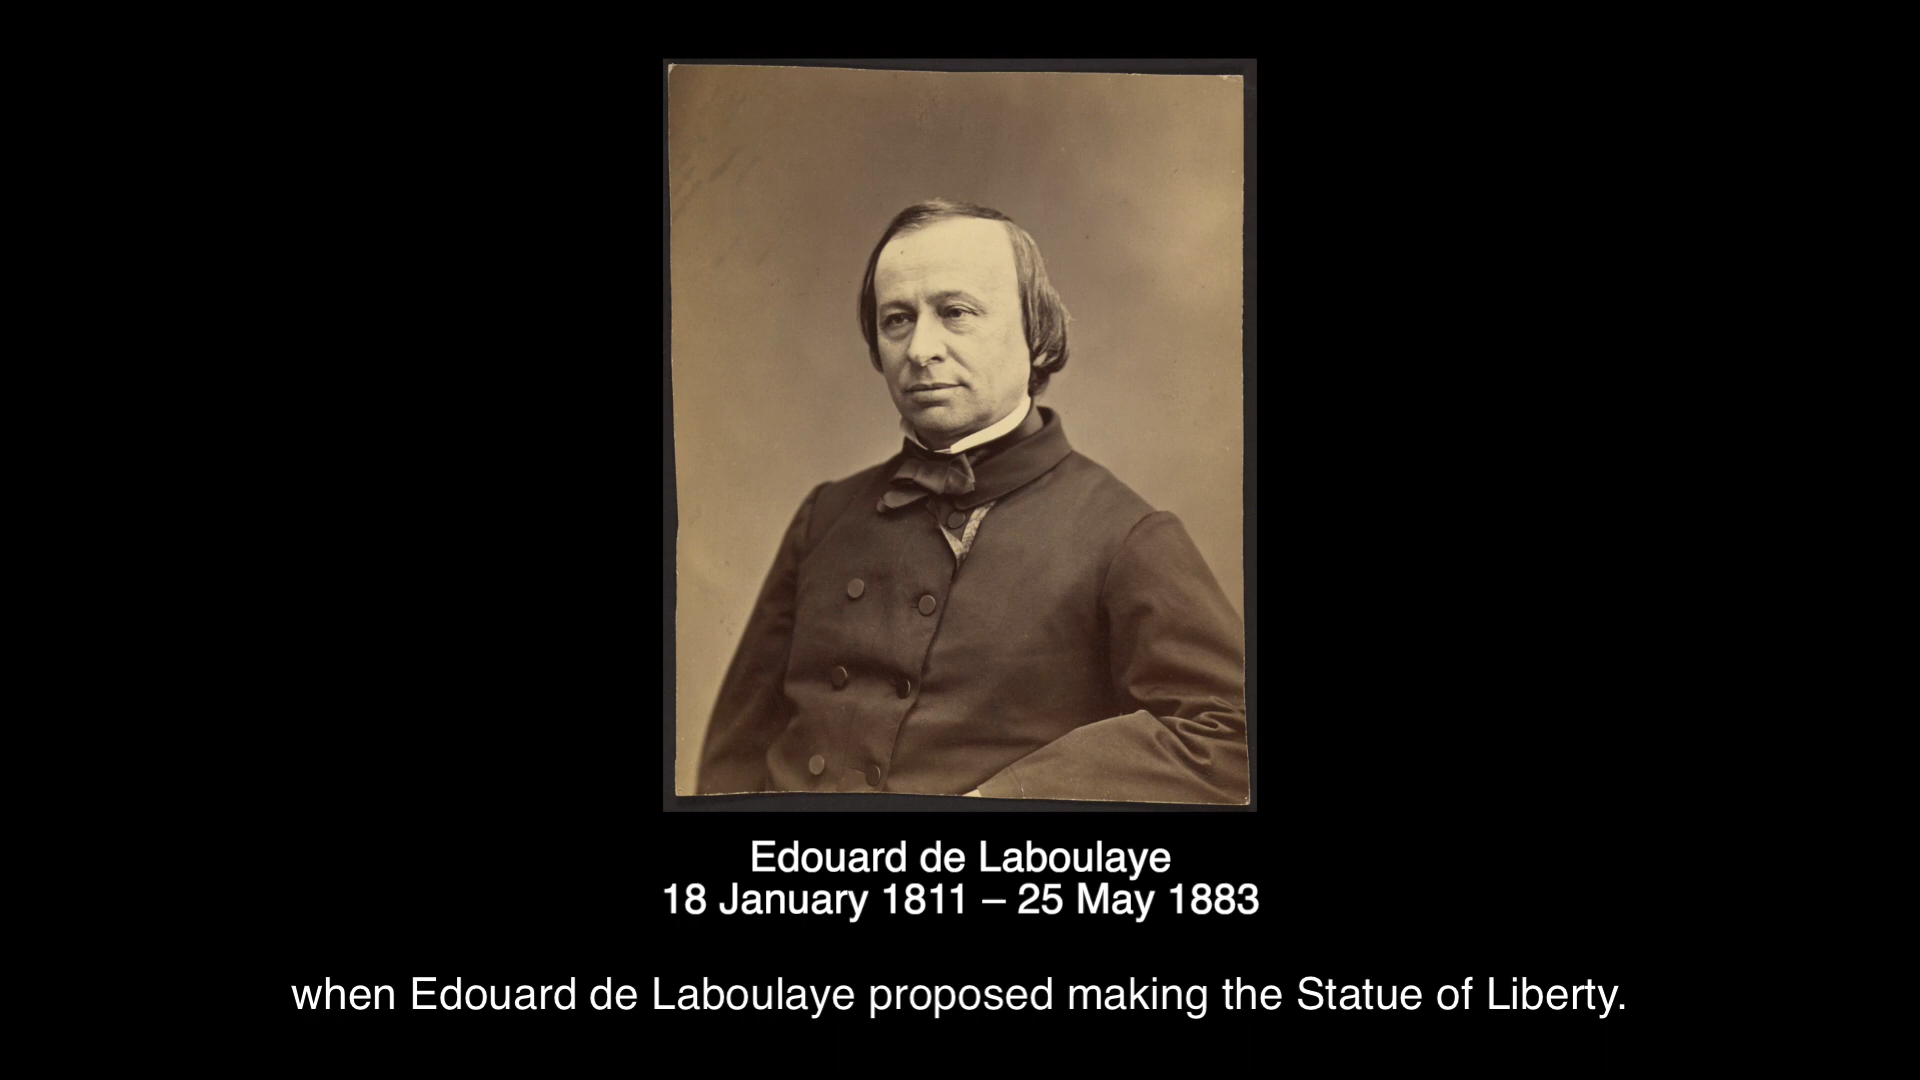 Edouard de Laboulaye
18 January 1811 – 25 May 1883
when Edouard de Laboulaye proposed making the Statue of Liberty.